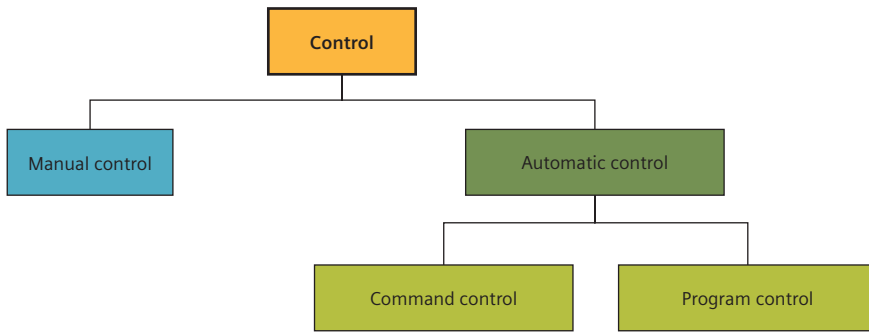 Control
Manual control
Automatic control
Command control
Program control